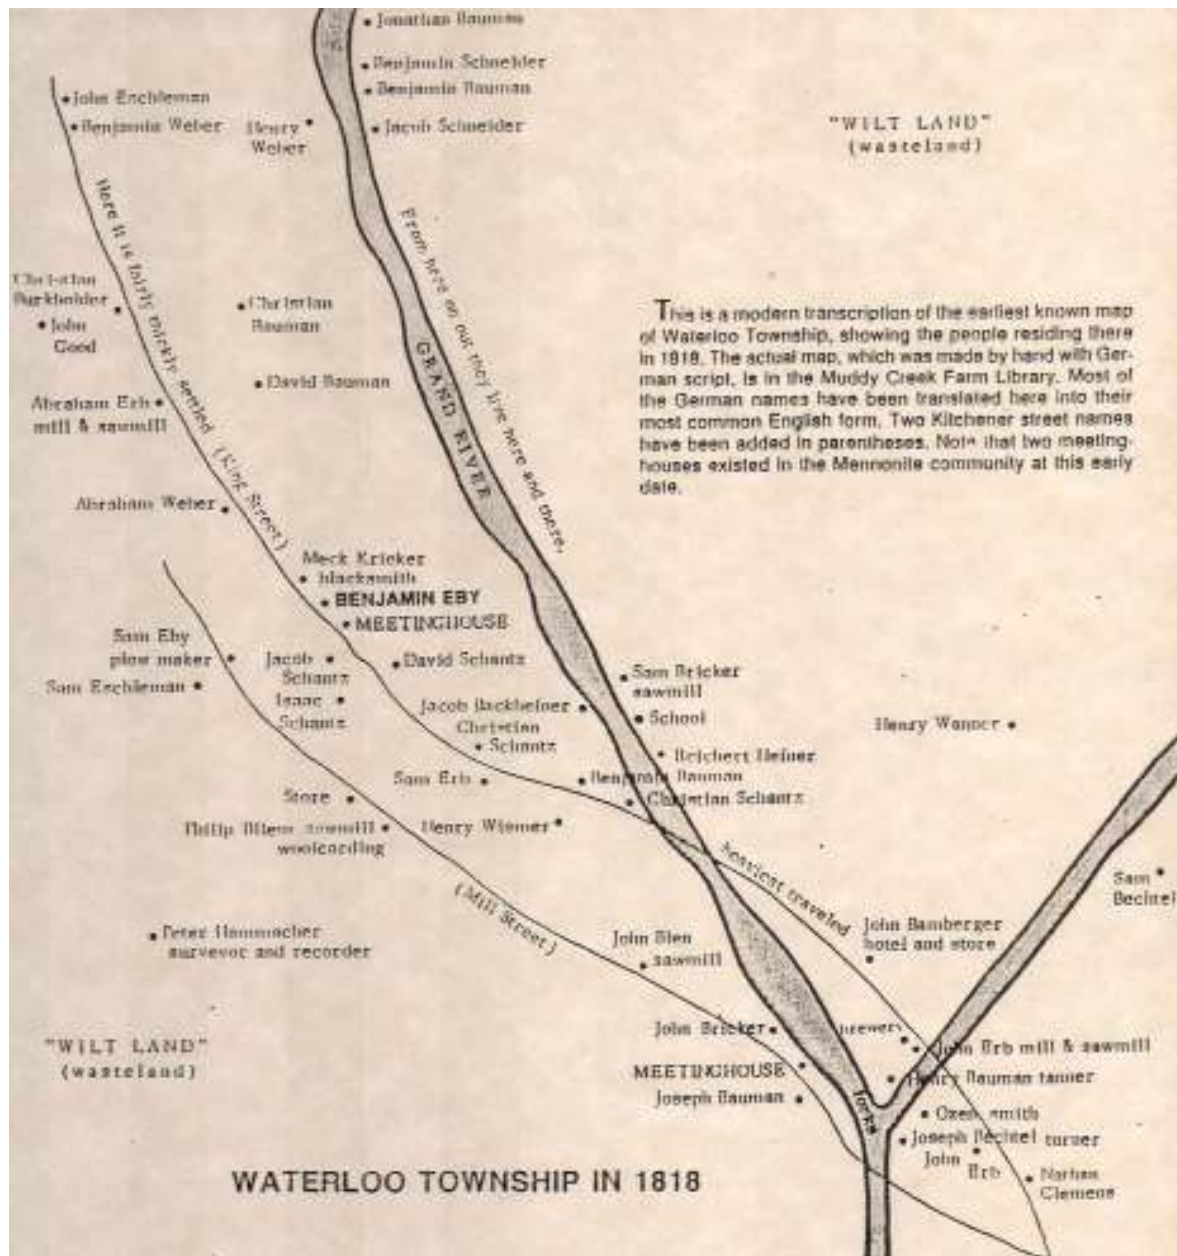 Jonathan Bauman
Benjamin Schneider
Benjamin Bauman
Jacob Schneider
John Eschleman
Benjamin Weber
Henry
Weber
"WILT LAND"
(wasteland)
Here it is fairly thickly settled (King Street)
From here on out they live here and there.
GRAND RIVER
Christian
Burkholder
John
Good
Christian
Bauman
David Bauman
Abraham Erb
mill & sawmill
This is a modern transcription of the earliest known map
of Waterloo Township, showing the people residing there
in 1818. The actual map, which was made by hand with Ger-
man script, is in the Muddy Creek Farm Library. Most of
the German names have been translated here into their
most common English form. Two Kitchener street names
have been added in parentheses. Note that two meeting-
houses existed in the Mennonite community at this early
date.
Abraham Weber
Meck Kricker
blacksmith
BENJAMIN EBY
MEETINGHOUSE
Sam Eby
plow maker
Sam Eschleman
Jacob
Schantz
Isaac
Schantz
David Schantz
Sam Bricker
sawmill
School
Jacob
Christian
Schantz
Henry Wanner
Reichert
Sam Erb
Benjamin Bauman
Christian Schantz
Store
Philip sawmill
woolcarding
Henry Wismer
heaviest traveled
Sam
Bechtel
(Mill Street)
Peter Hammacher
surveyor and recorder
John Bamberger
hotel and store
John
sawmill
"WILT LAND"
(wasteland)
John Bricker
brewery
John Erb mill & sawmill
MEETINGHOUSE
Henry Bauman tanner
Joseph Bauman
forks
smith
Joseph Bechtel turner
John
Erb
Nathan
Clemens
WATERLOO TOWNSHIP IN 1818